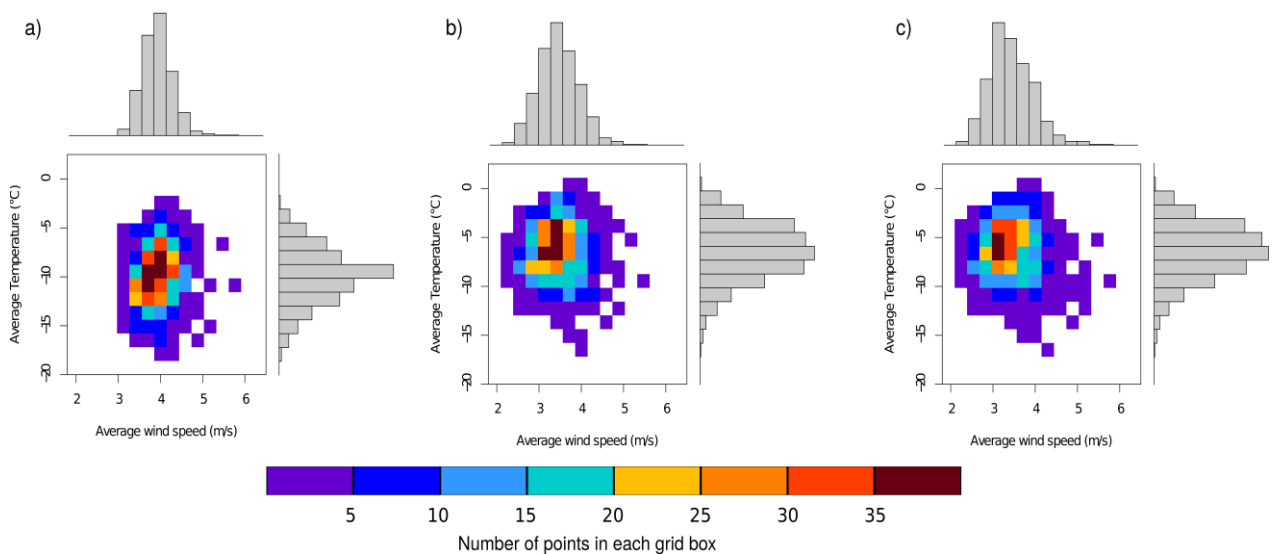 a)
b)
c)
Average Temperature (°C)
0
-5
-10
-15
-20
2 3 4 5 6
Average wind speed (m/s)
Average Temperature (°C)
0
-5
-10
-15
-20
2 3 4 5 6
Average wind speed (m/s)
Average Temperature (°C)
0
-5
-10
-15
-20
2 3 4 5 6
Average wind speed (m/s)
5 10 15 20 25 30 35
Number of points in each grid box